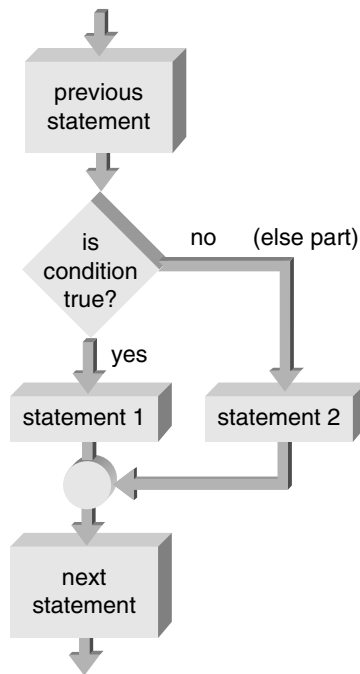 previous
statement
is
condition
true?
no (else part)
yes
statement 1
statement 2
next
statement